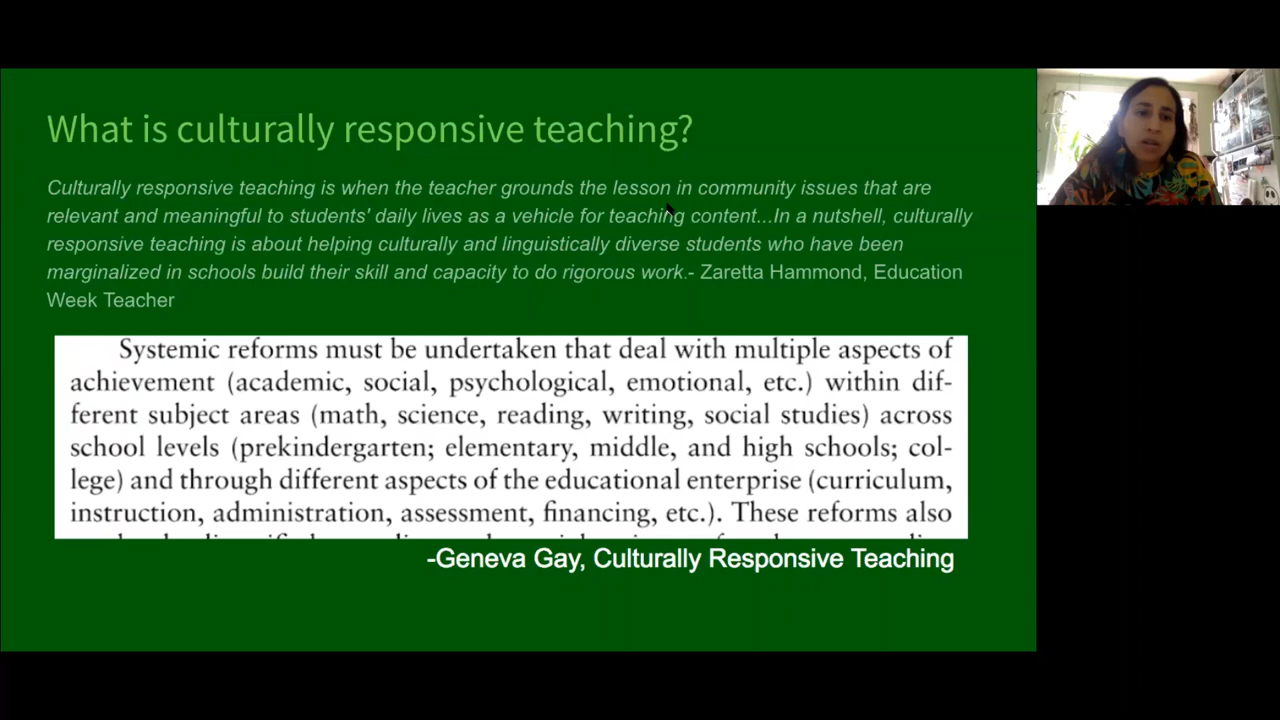 What is culturally responsive teaching?
Culturally responsive teaching is when the teacher grounds the lesson in community issues that are
relevant and meaningful to students' daily lives as a vehicle for teaching content...In a nutshell, culturally
responsive teaching is about helping culturally and linguistically diverse students who have been
marginalized in schools build their skill and capacity to do rigorous work.- Zaretta Hammond, Education
Week Teacher
Systemic reforms must be undertaken that deal with multiple aspects of
achievement (academic, social, psychological, emotional, etc.) within dif-
ferent subject areas (math, science, reading, writing, social studies) across
school levels (prekindergarten; elementary, middle, and high schools; col-
lege) and through different aspects of the educational enterprise (curriculum,
instruction, administration, assessment, financing, etc.). These reforms also
-Geneva Gay, Culturally Responsive Teaching